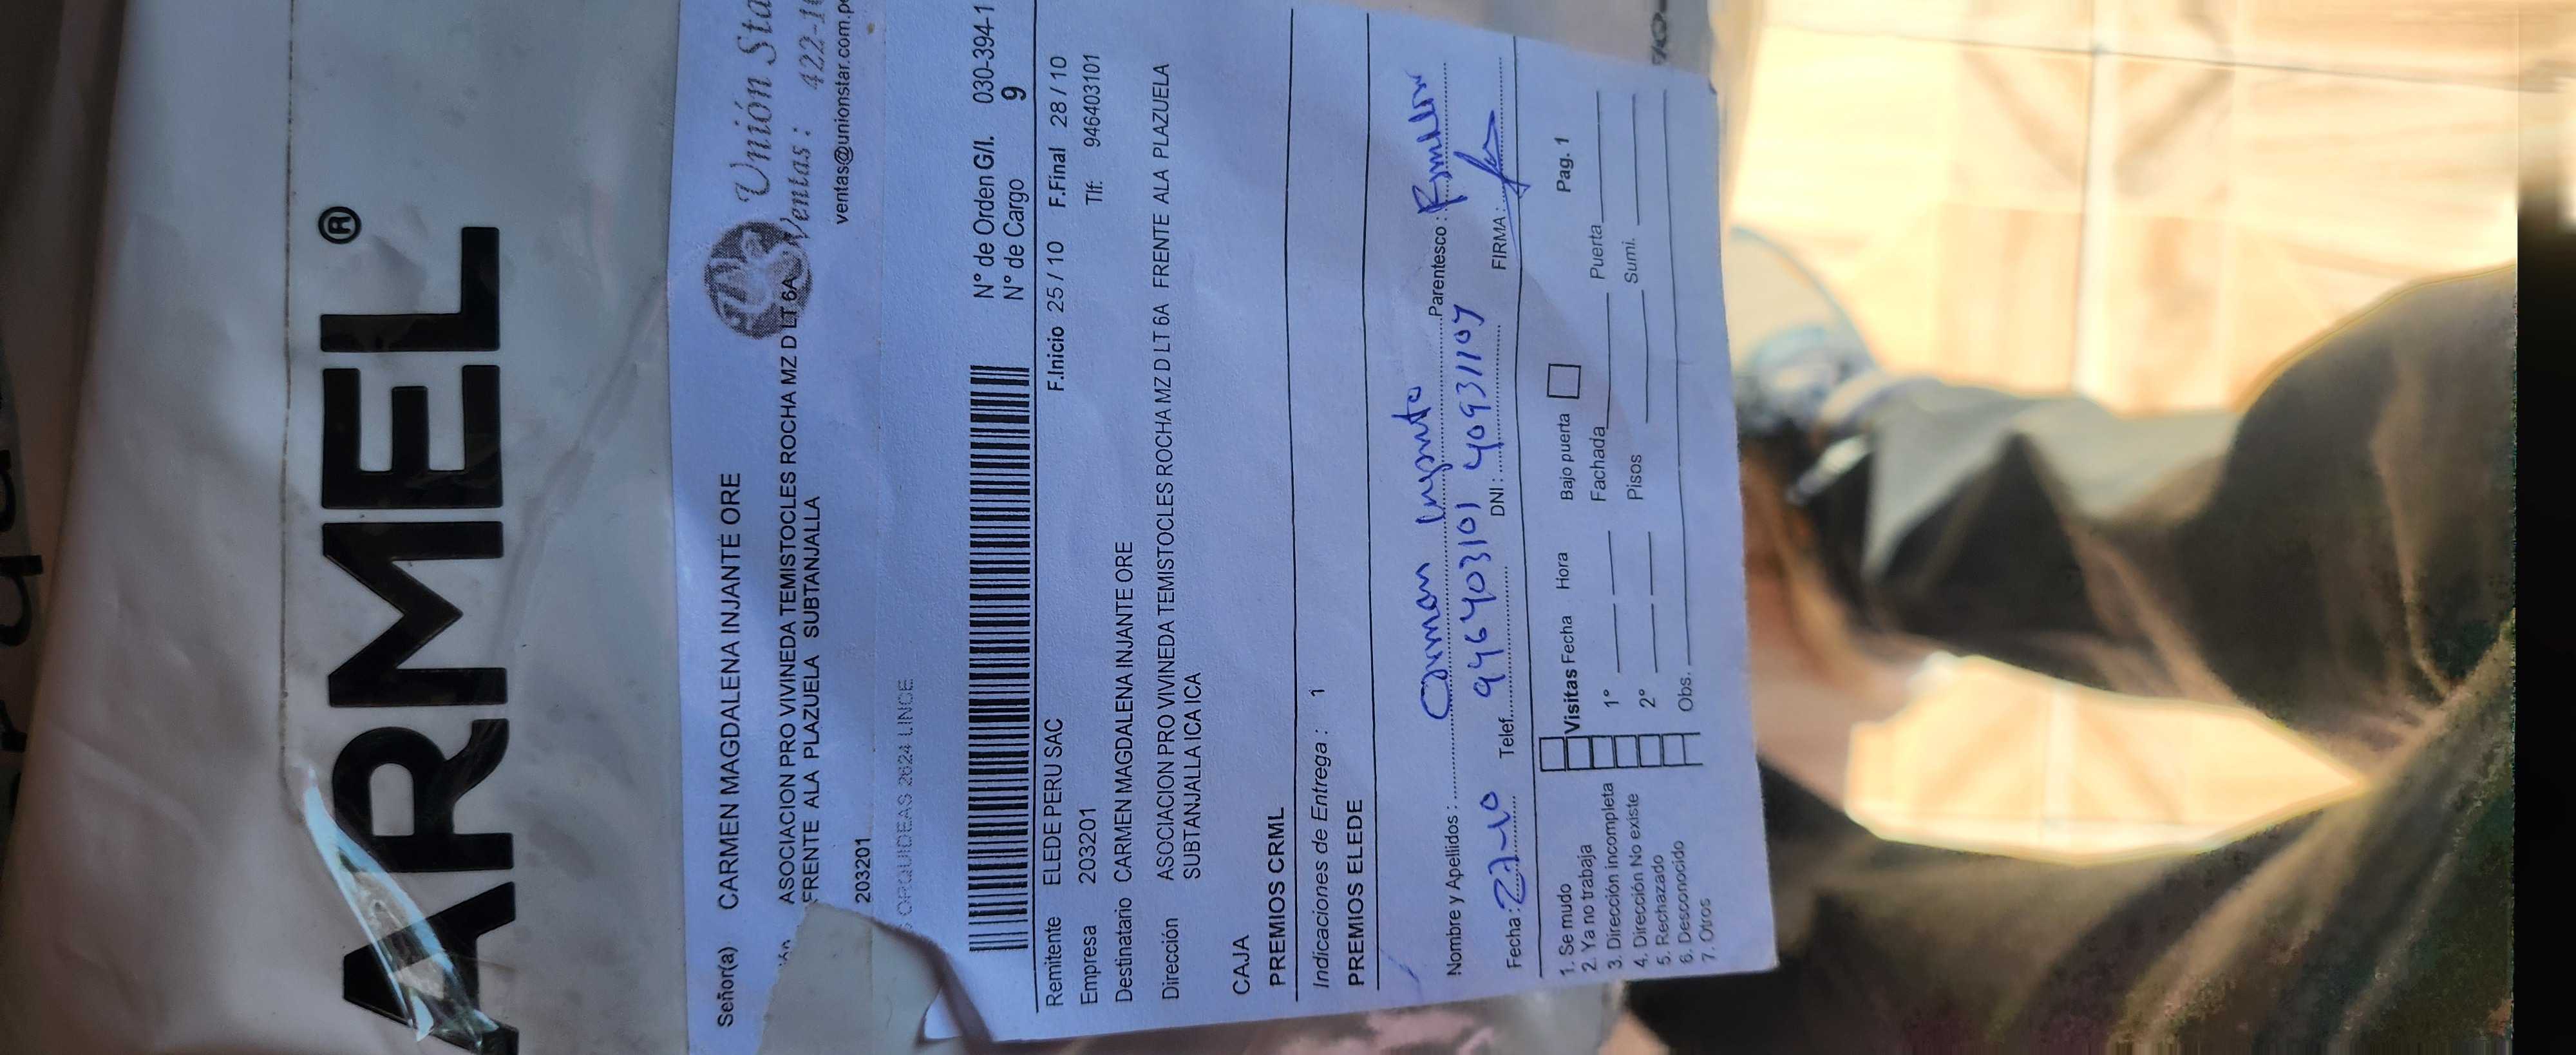 ARMEL®
Unión Sta
Ventas : 422-10
ventas@unionstar.com.pe
Señor(a) CARMEN MAGDALENA INJANTE ORE
ASOCIACION PRO VIVINEDA TEMISTOCLES ROCHA MZ D LT 6A
FRENTE ALA PLAZUELA SUBTANJALLA
203201
ORQUIDEAS 2624 LINCE
N° de Orden G/I. 030-394-1
N° de Cargo 9
F.Inicio 25 / 10 F.Final 28 / 10
Remitente ELEDE PERU SAC
Empresa 203201 Tlf: 946403101
Destinatario CARMEN MAGDALENA INJANTE ORE
Dirección ASOCIACION PRO VIVINEDA TEMISTOCLES ROCHA MZ D LT 6A FRENTE ALA PLAZUELA
SUBTANJALLA ICA ICA
CAJA
PREMIOS CRML
Indicaciones de Entrega : 1
PREMIOS ELEDE
Nombre y Apellidos : Carmen Injante Parentesco :
Fecha : 27-10 Telef. 946403101 DNI : 40931107 FIRMA :
1. Se mudo
2. Ya no trabaja
3. Dirección incompleta
4. Dirección No existe
5. Rechazado
6. Desconocido
7. Otros
Visitas Fecha Hora Bajo puerta Pag. 1
1° Fachada Puerta
2° Pisos Sumi.
Obs.